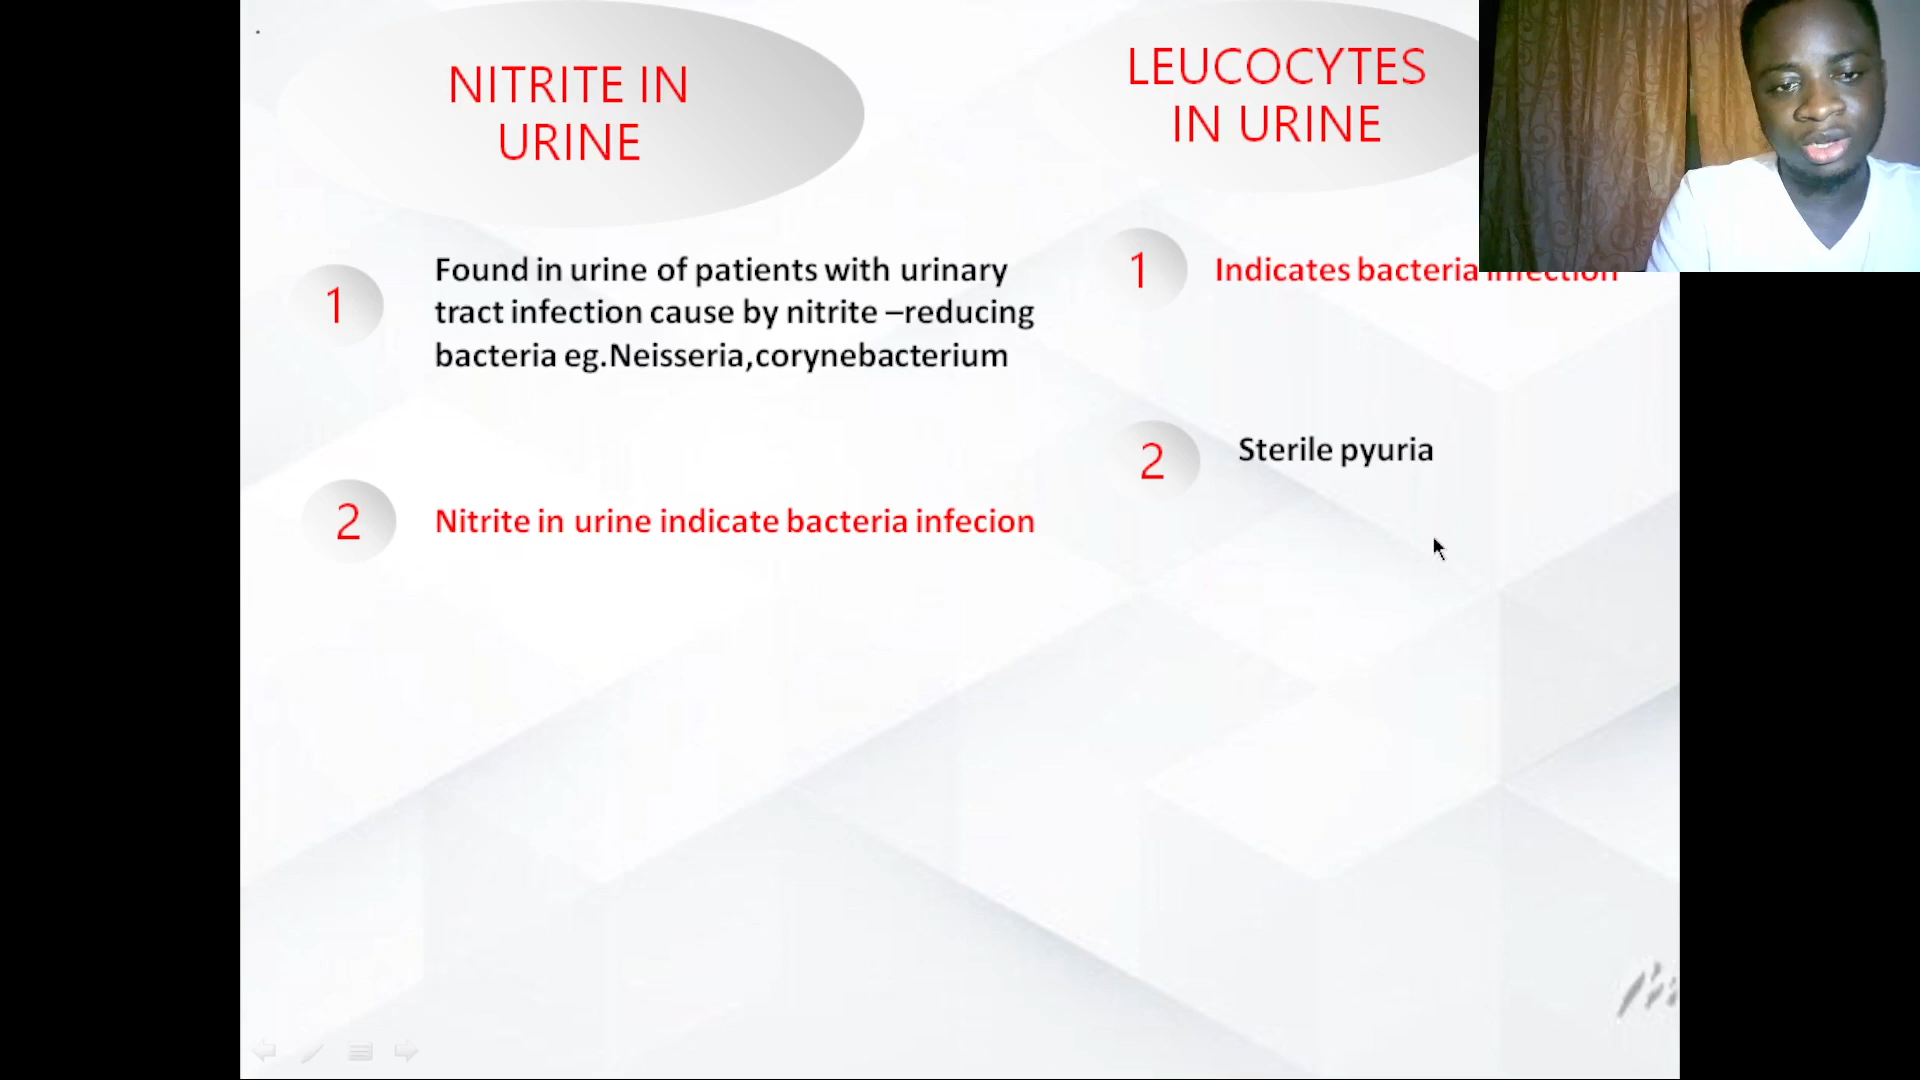 NITRITE IN
URINE
1
Found in urine of patients with urinary
tract infection cause by nitrite –reducing
bacteria eg.Neisseria,corynebacterium
2
Nitrite in urine indicate bacteria infecion
LEUCOCYTES
IN URINE
1
Indicates bacteria infection
2
Sterile pyuria